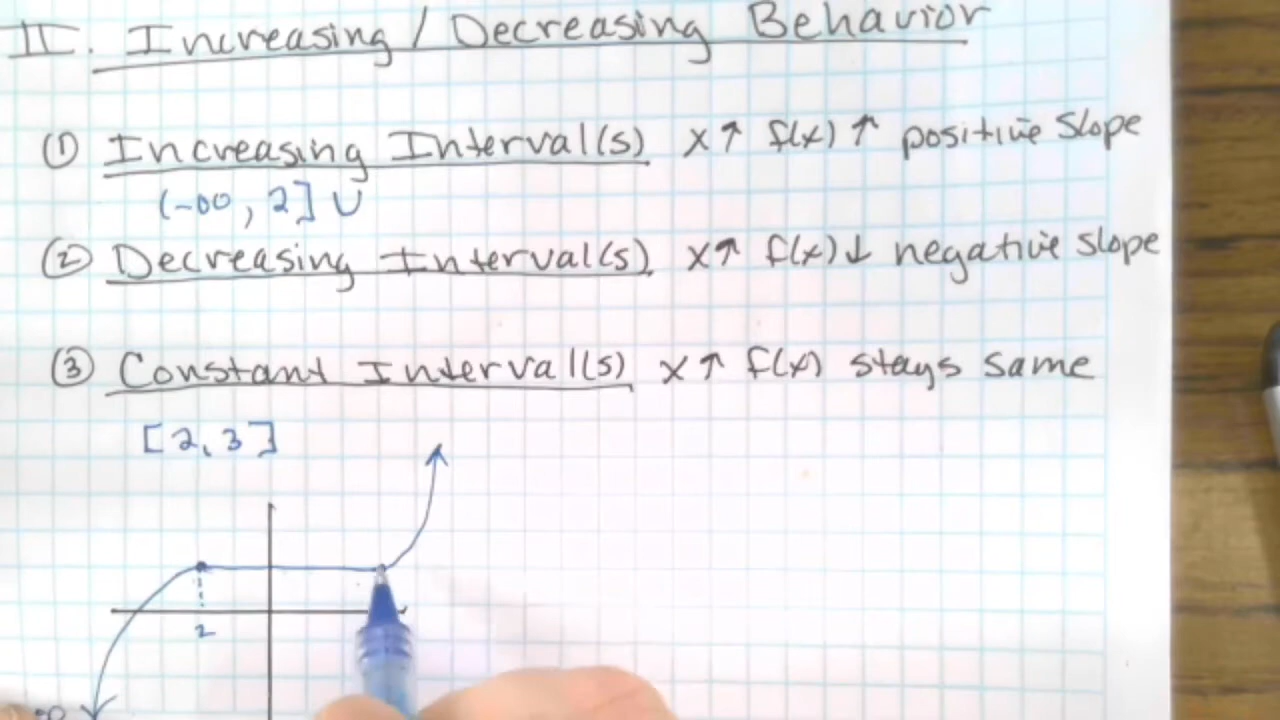 II. Increasing / Decreasing Behavior
① Increasing Interval(s) x↑ f(x)↑ positive slope
(-∞, 2] ∪
② Decreasing Interval(s) x↑ f(x)↓ negative slope
③ Constant Interval(s) x↑ f(x) stays same
[2, 3]
2